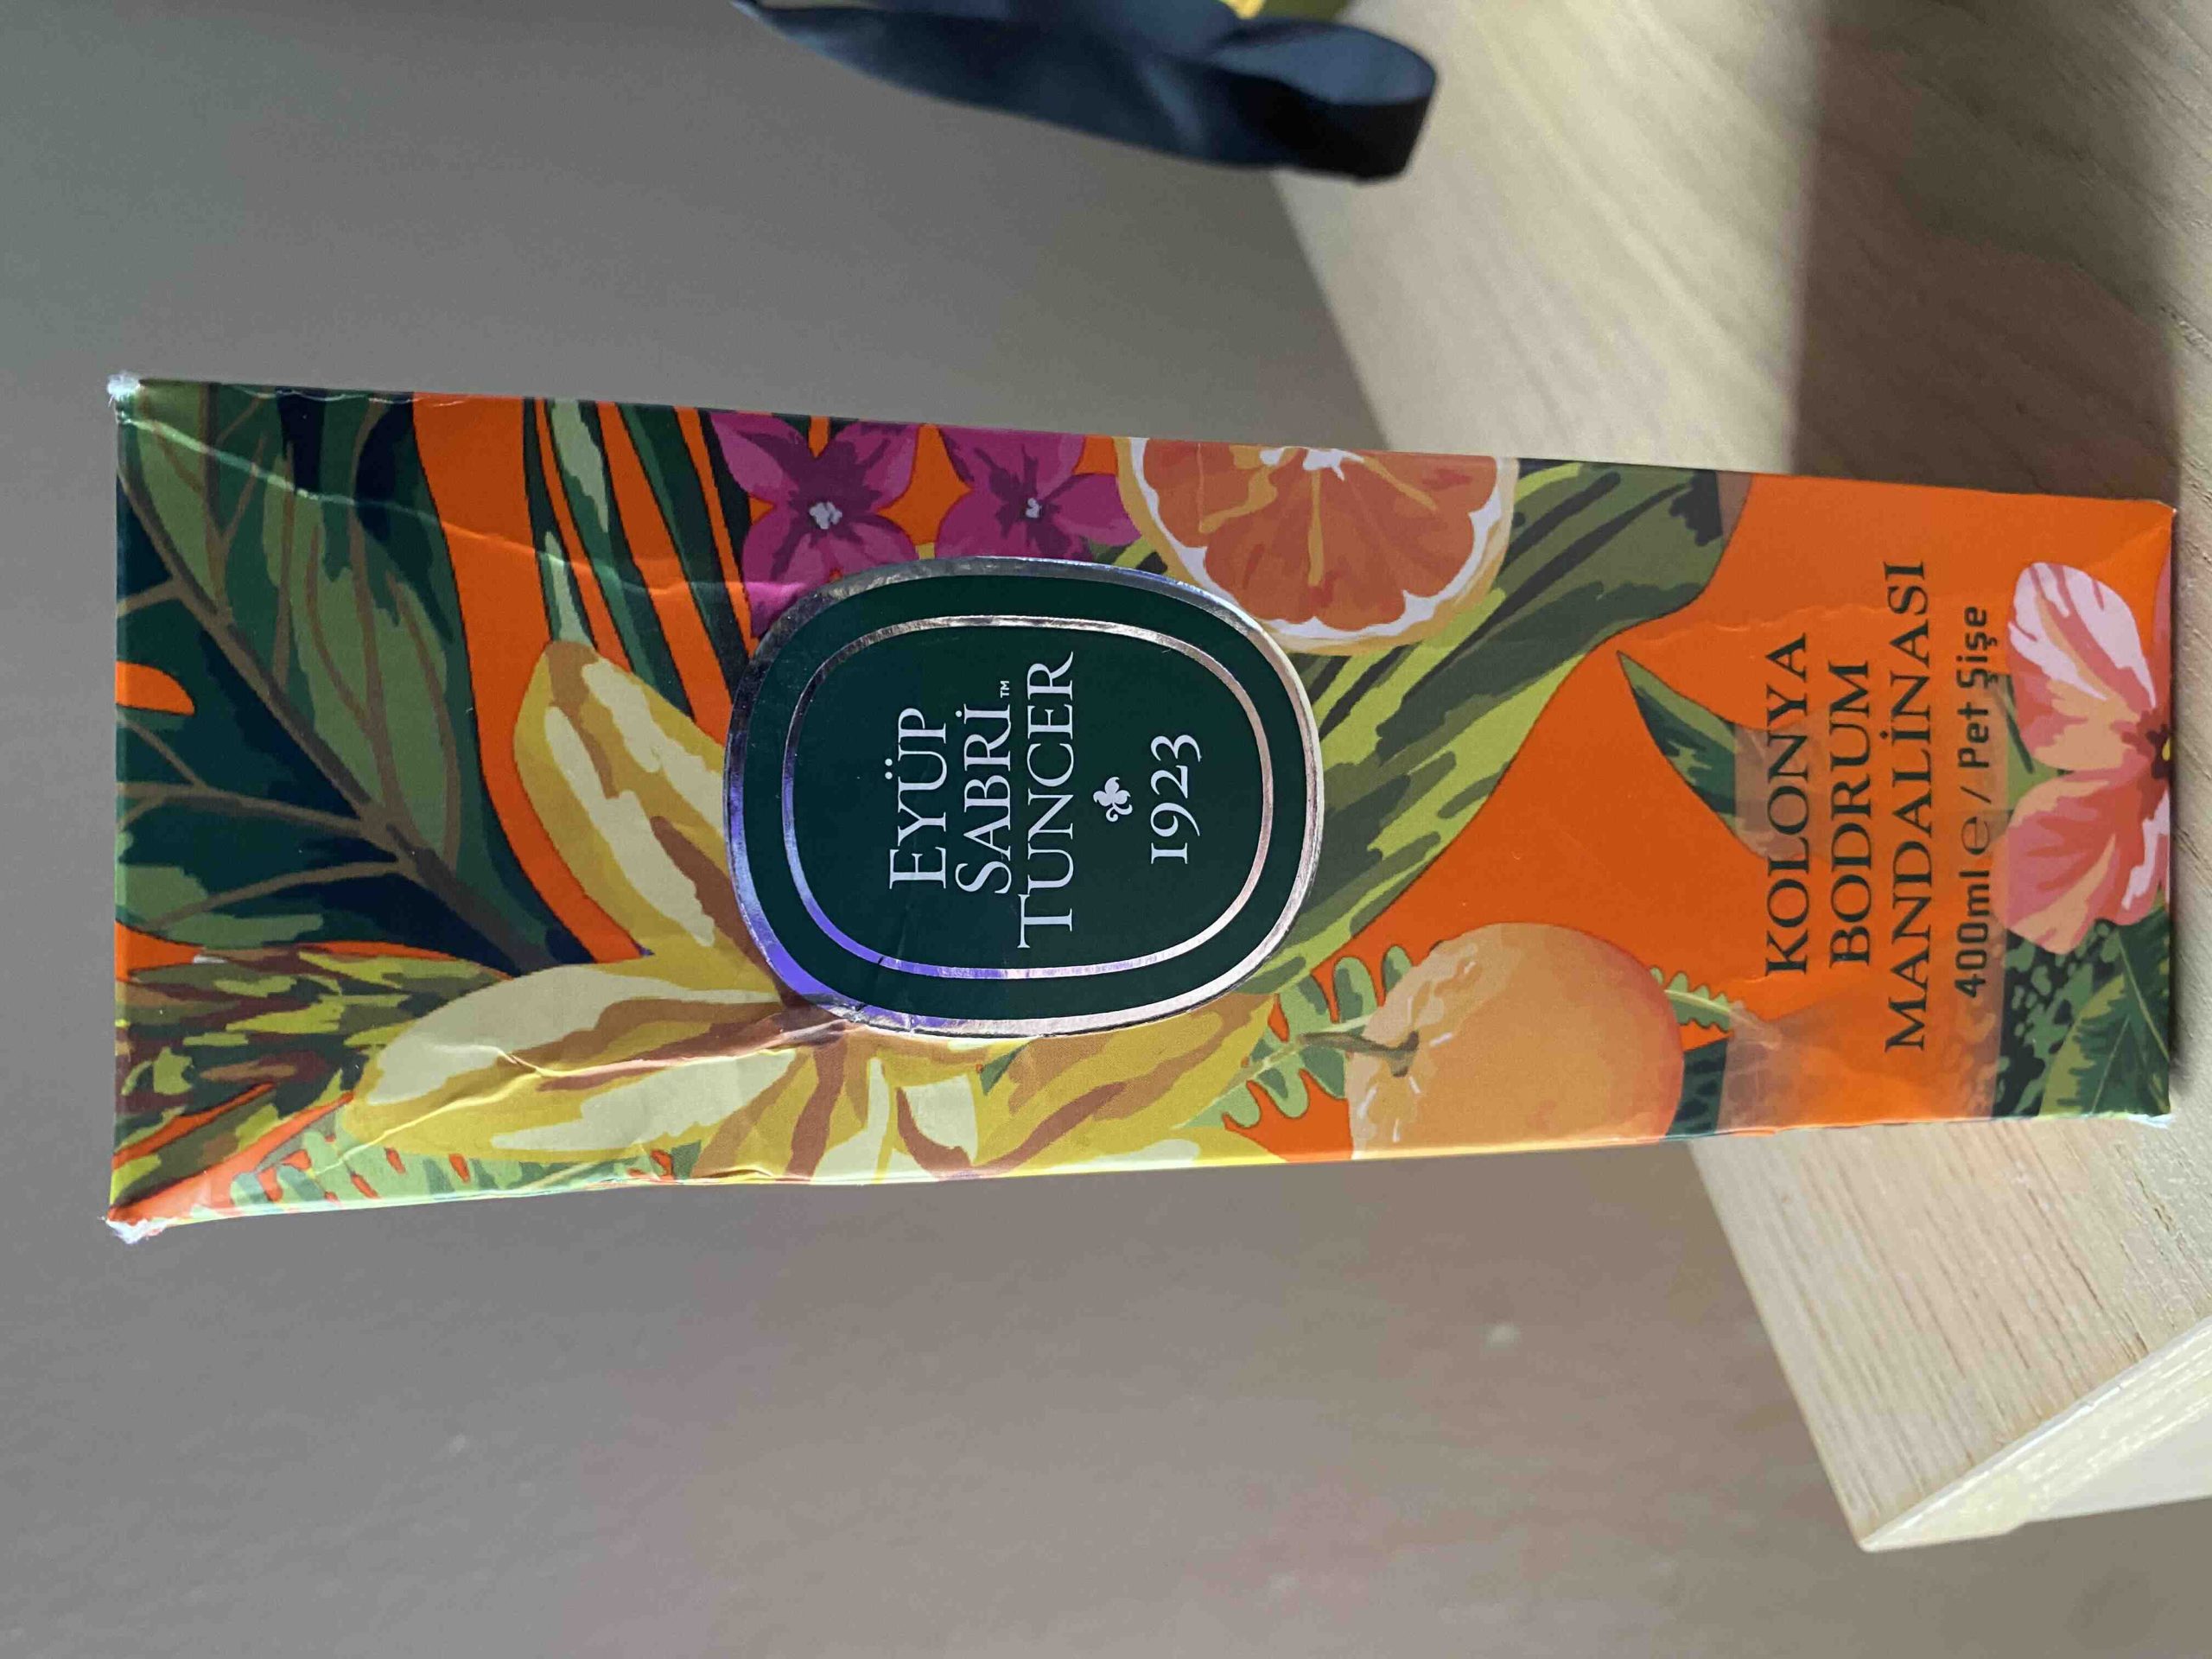 EYÜP
SABRİ™
TUNCER
1923
KOLONYA
BODRUM
MANDALİNASI
400ml ℮ / Pet Şişe